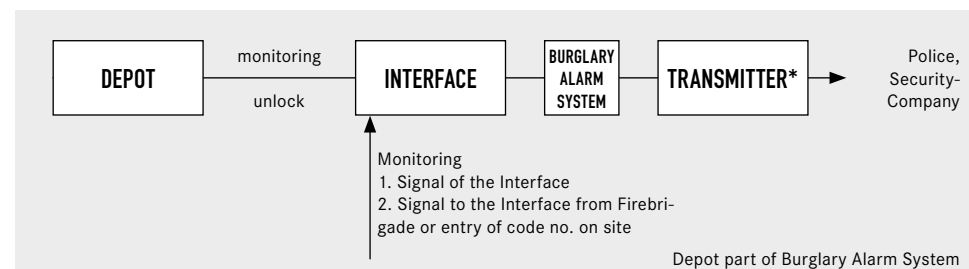 DEPOT
monitoring
unlock
INTERFACE
BURGLARY
ALARM
SYSTEM
TRANSMITTER*
Police,
Security-
Company
Monitoring
1. Signal of the Interface
2. Signal to the Interface from Firebri-
gade or entry of code no. on site
Depot part of Burglary Alarm System